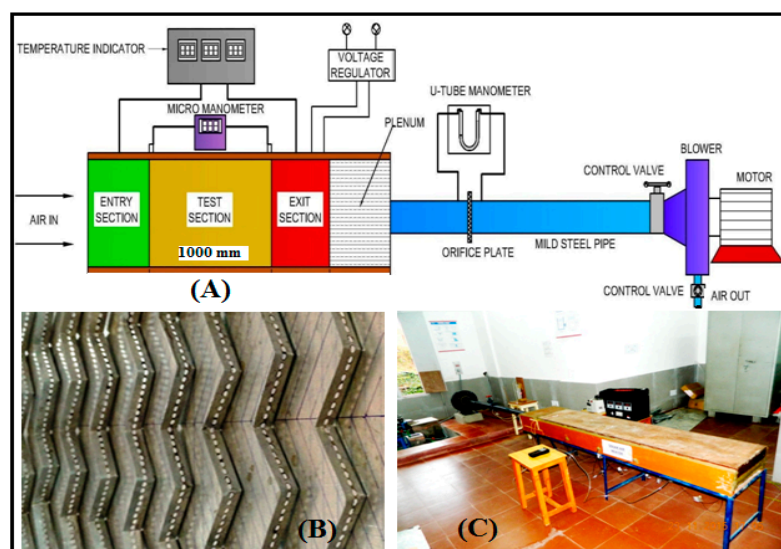 TEMPERATURE INDICATOR
VOLTAGE
REGULATOR
MICRO MANOMETER
U-TUBE MANOMETER
PLENUM
BLOWER
CONTROL VALVE
MOTOR
AIR IN
ENTRY
SECTION
TEST
SECTION
EXIT
SECTION
1000 mm
ORIFICE PLATE
MILD STEEL PIPE
(A)
CONTROL VALVE
AIR OUT
(B)
(C)